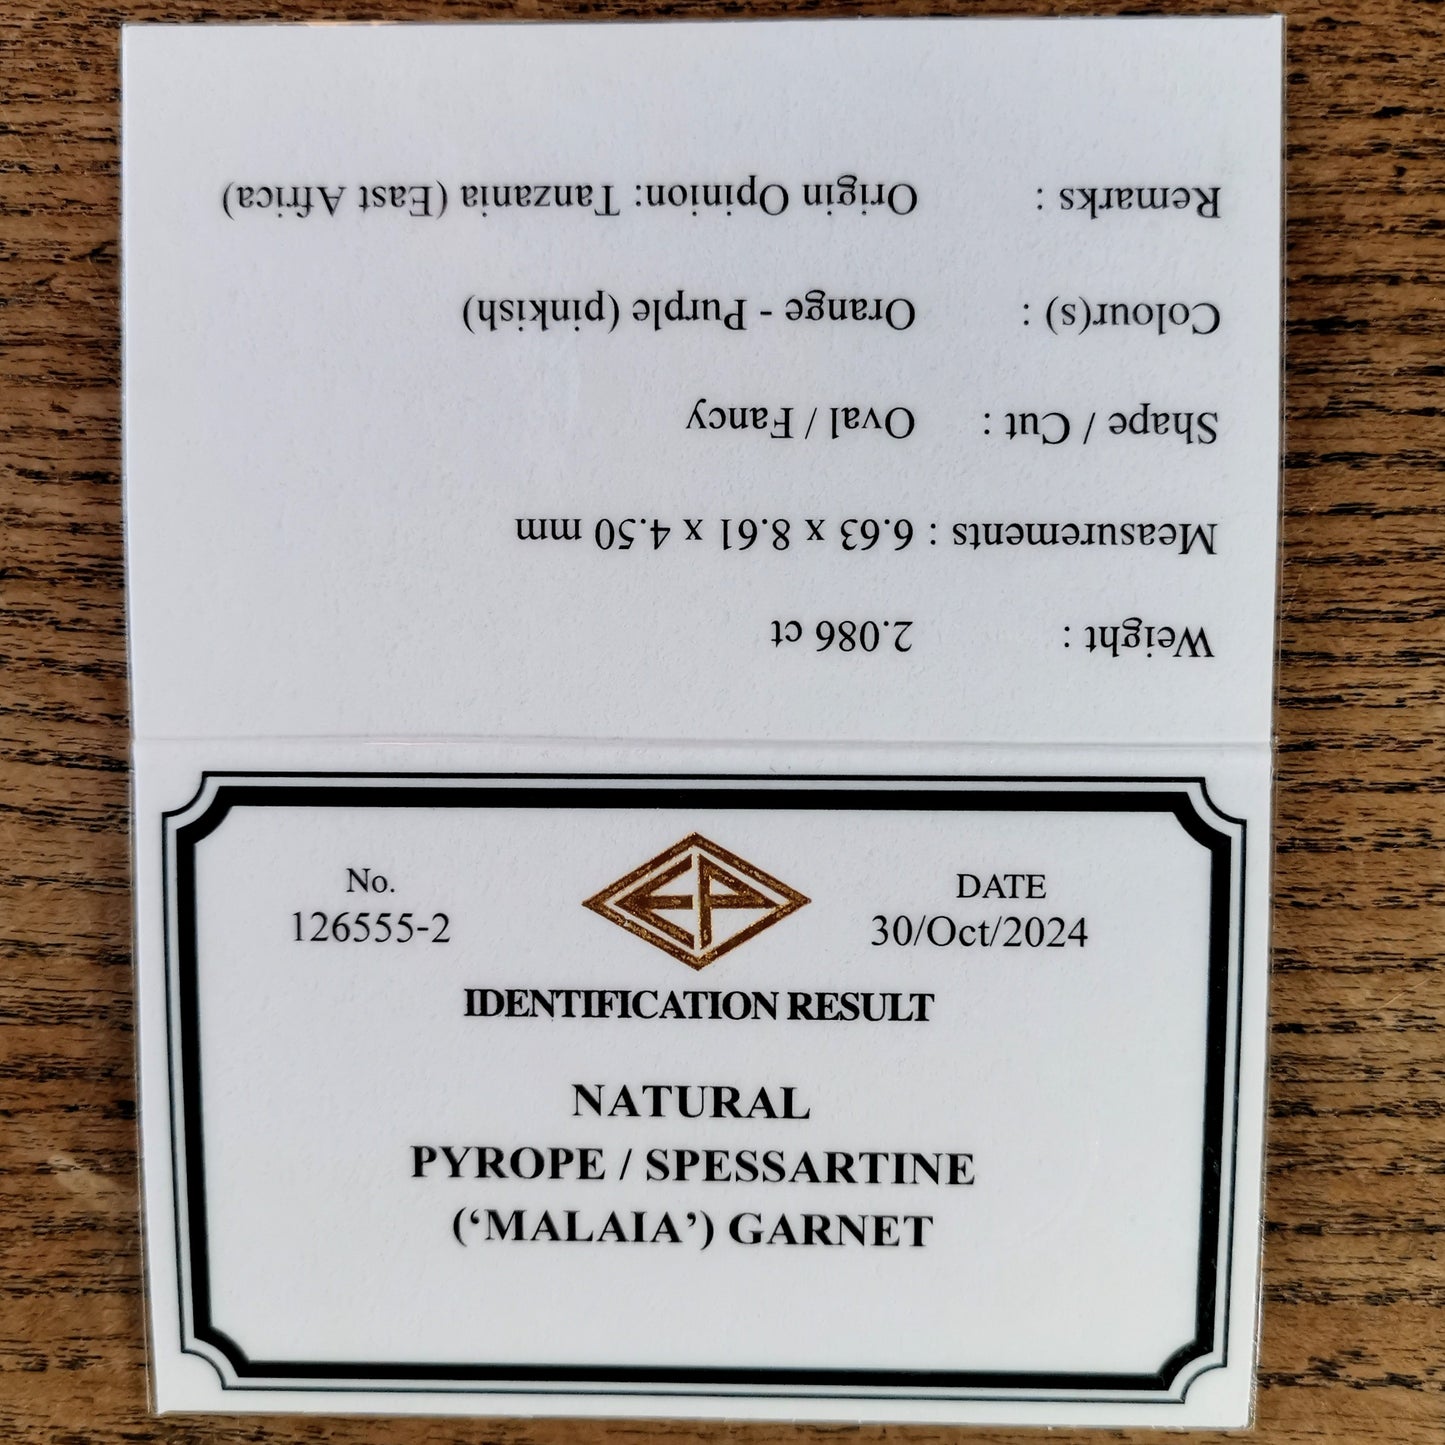 No.
126555-2
EP
DATE
30/Oct/2024
IDENTIFICATION RESULT
NATURAL
PYROPE / SPESSARTINE
(‘MALAIA’) GARNET
Weight : 2.086 ct
Measurements : 6.63 x 8.61 x 4.50 mm
Shape / Cut : Oval / Fancy
Colour(s) : Orange - Purple (pinkish)
Remarks : Origin Opinion: Tanzania (East Africa)